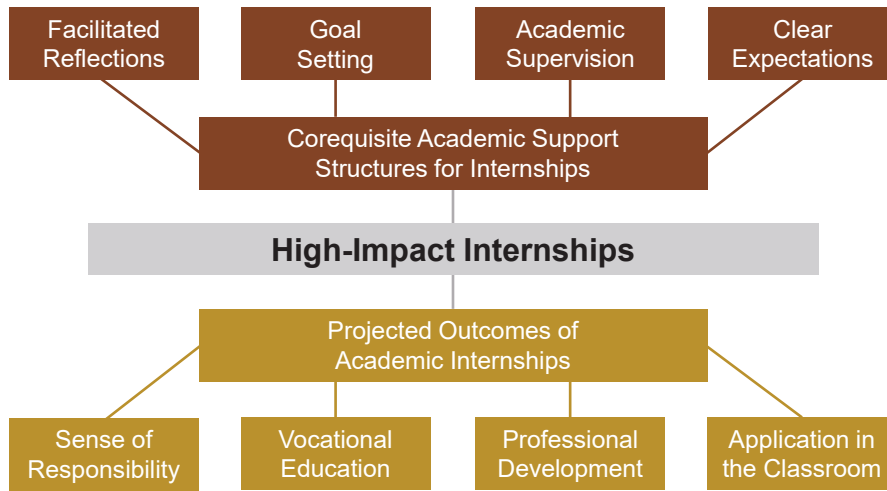 Facilitated
Reflections
Goal
Setting
Academic
Supervision
Clear
Expectations
Corequisite Academic Support
Structures for Internships
High-Impact Internships
Projected Outcomes of
Academic Internships
Sense of
Responsibility
Vocational
Education
Professional
Development
Application in
the Classroom